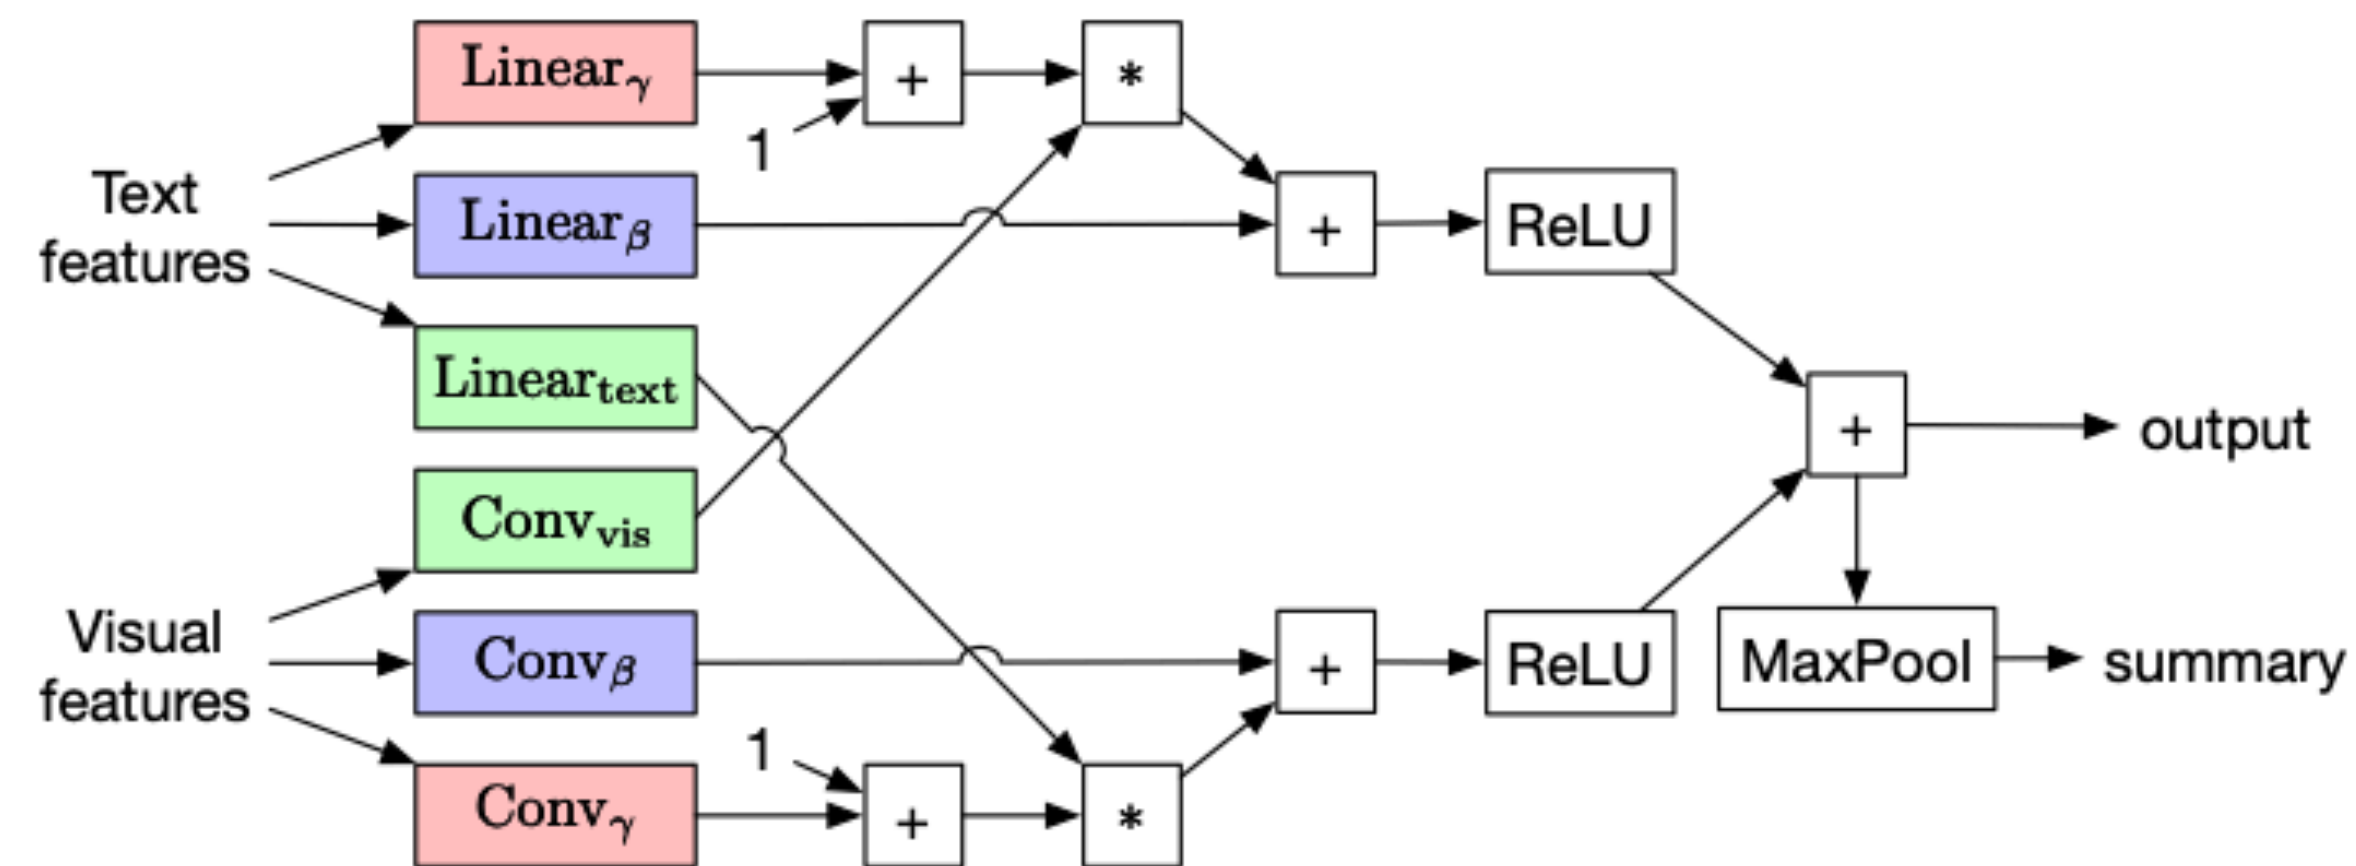 Linearγ
+
*
1
Text
features
Linearβ
+
ReLU
Lineartext
+
output
Convvis
Visual
features
Convβ
+
ReLU
MaxPool
summary
1
Convγ
+
*